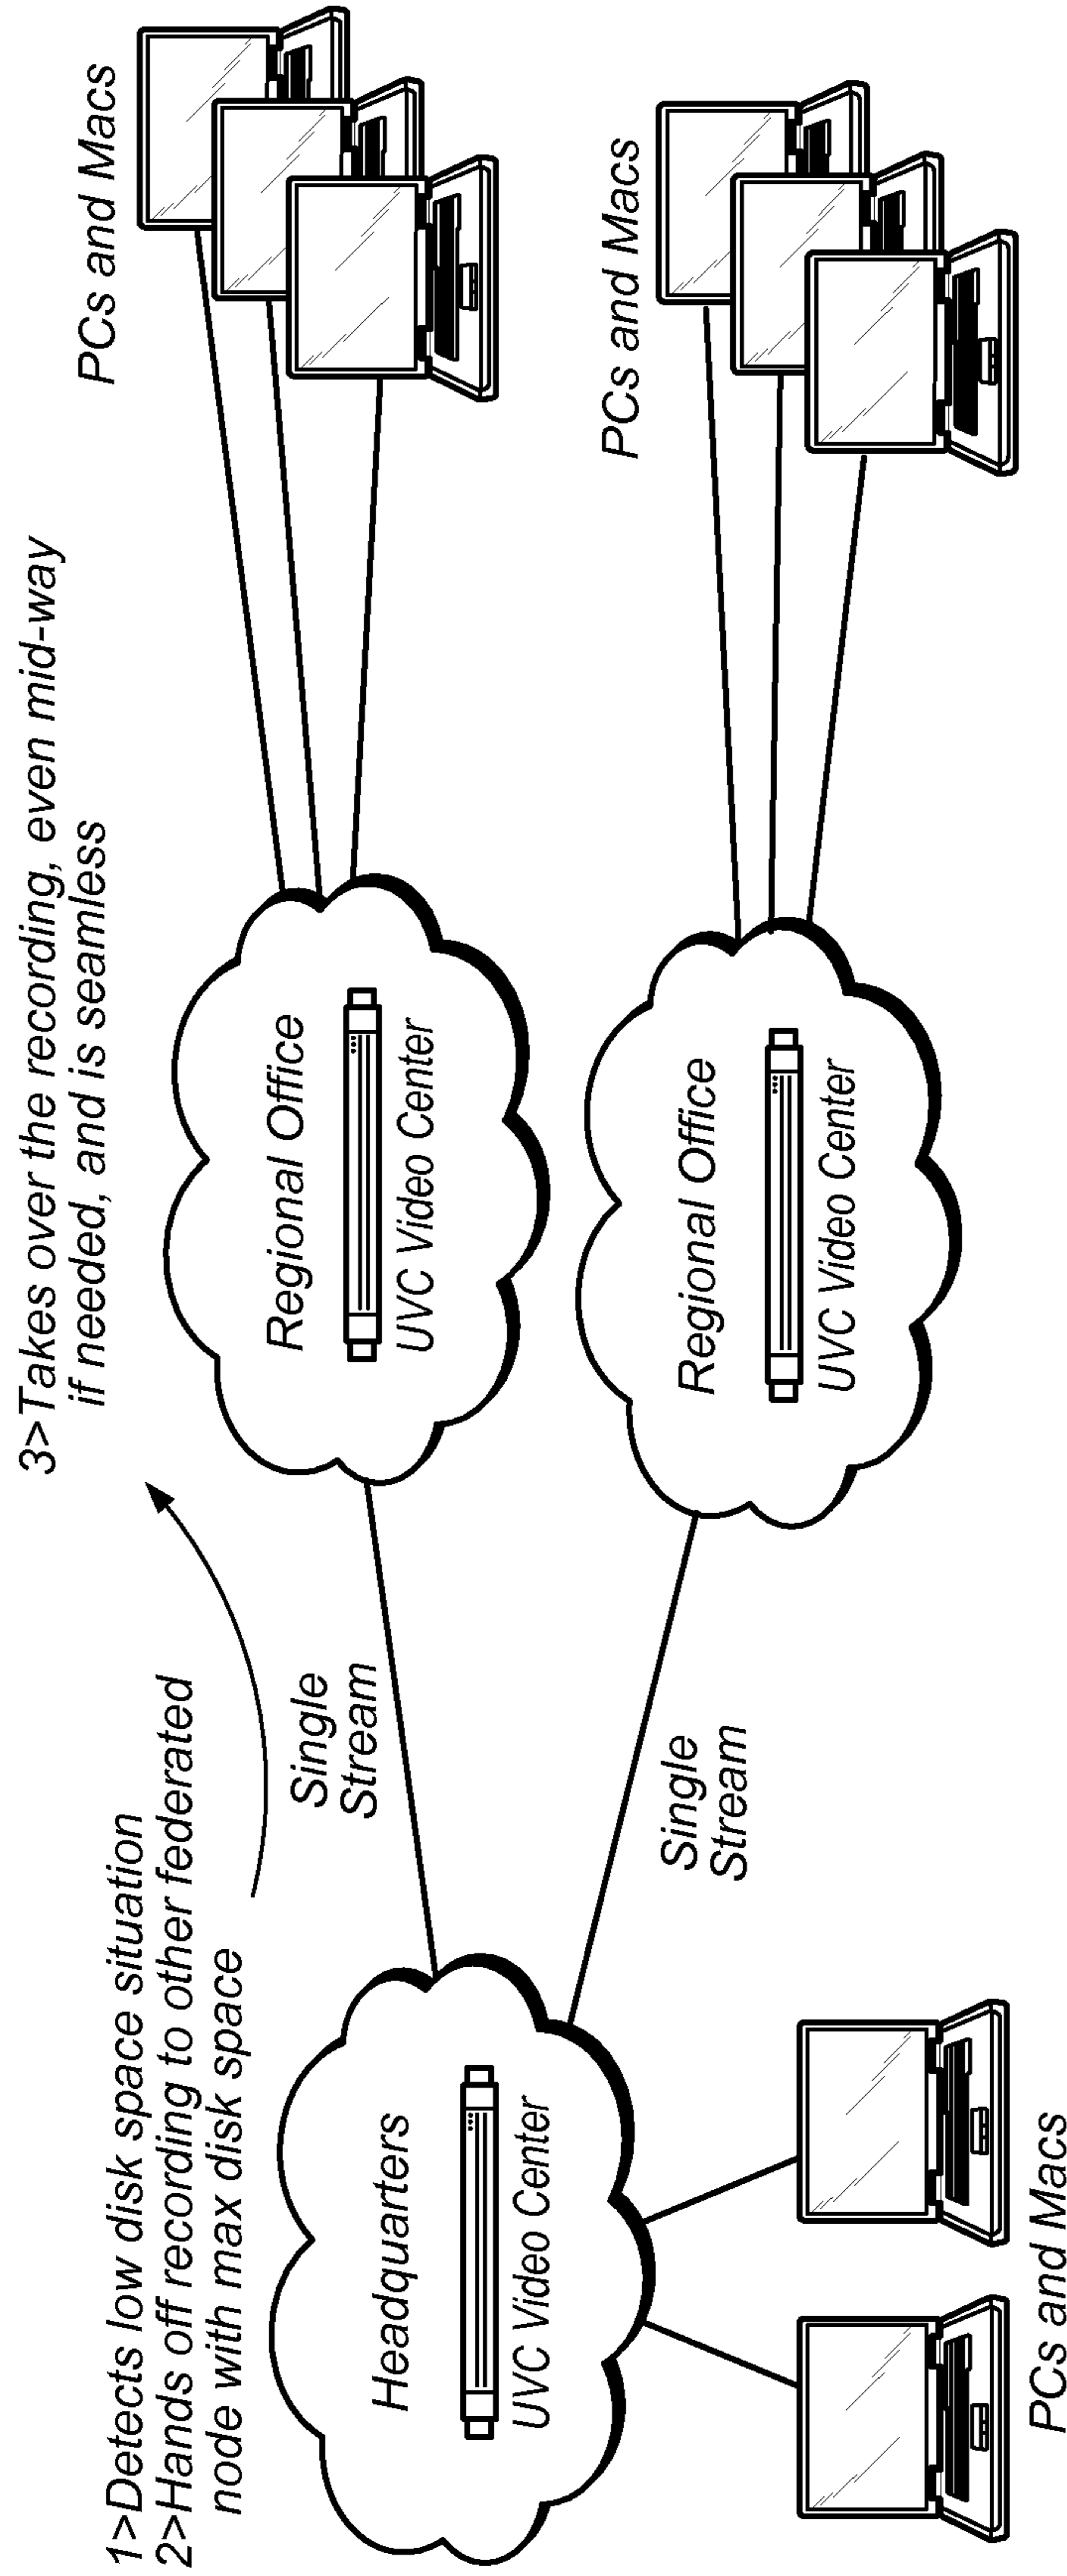 1>Detects low disk space situation
2>Hands off recording to other federated
node with max disk space
3>Takes over the recording, even mid-way
if needed, and is seamless
Headquarters
UVC Video Center
PCs and Macs
Single
Stream
Single
Stream
Regional Office
UVC Video Center
PCs and Macs
Regional Office
UVC Video Center
PCs and Macs